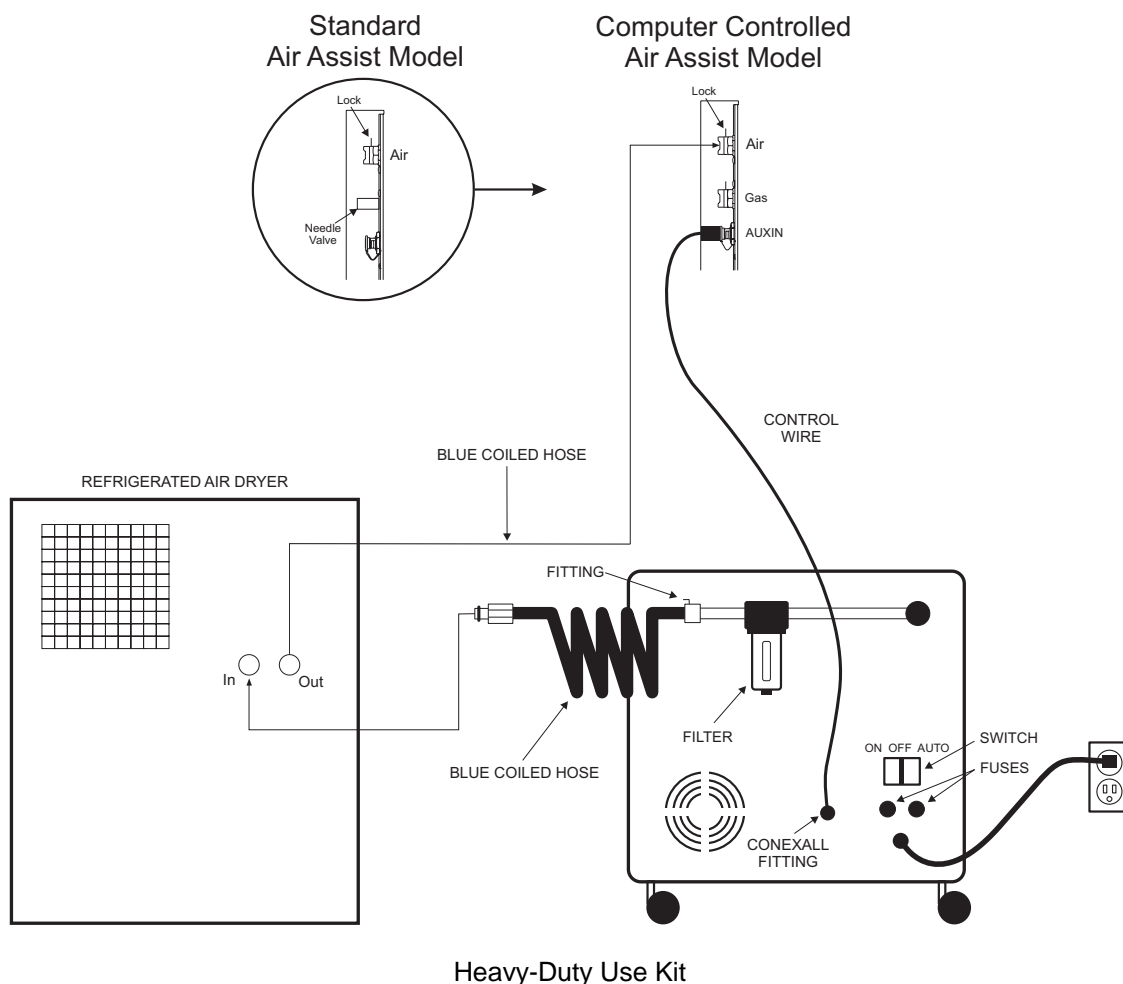 Standard
Air Assist Model
Computer Controlled
Air Assist Model
Lock
Air
Needle
Valve
Lock
Air
Gas
AUXIN
CONTROL
WIRE
BLUE COILED HOSE
REFRIGERATED AIR DRYER
In
Out
FITTING
BLUE COILED HOSE
FILTER
ON OFF AUTO
SWITCH
FUSES
CONEXALL
FITTING
Heavy-Duty Use Kit